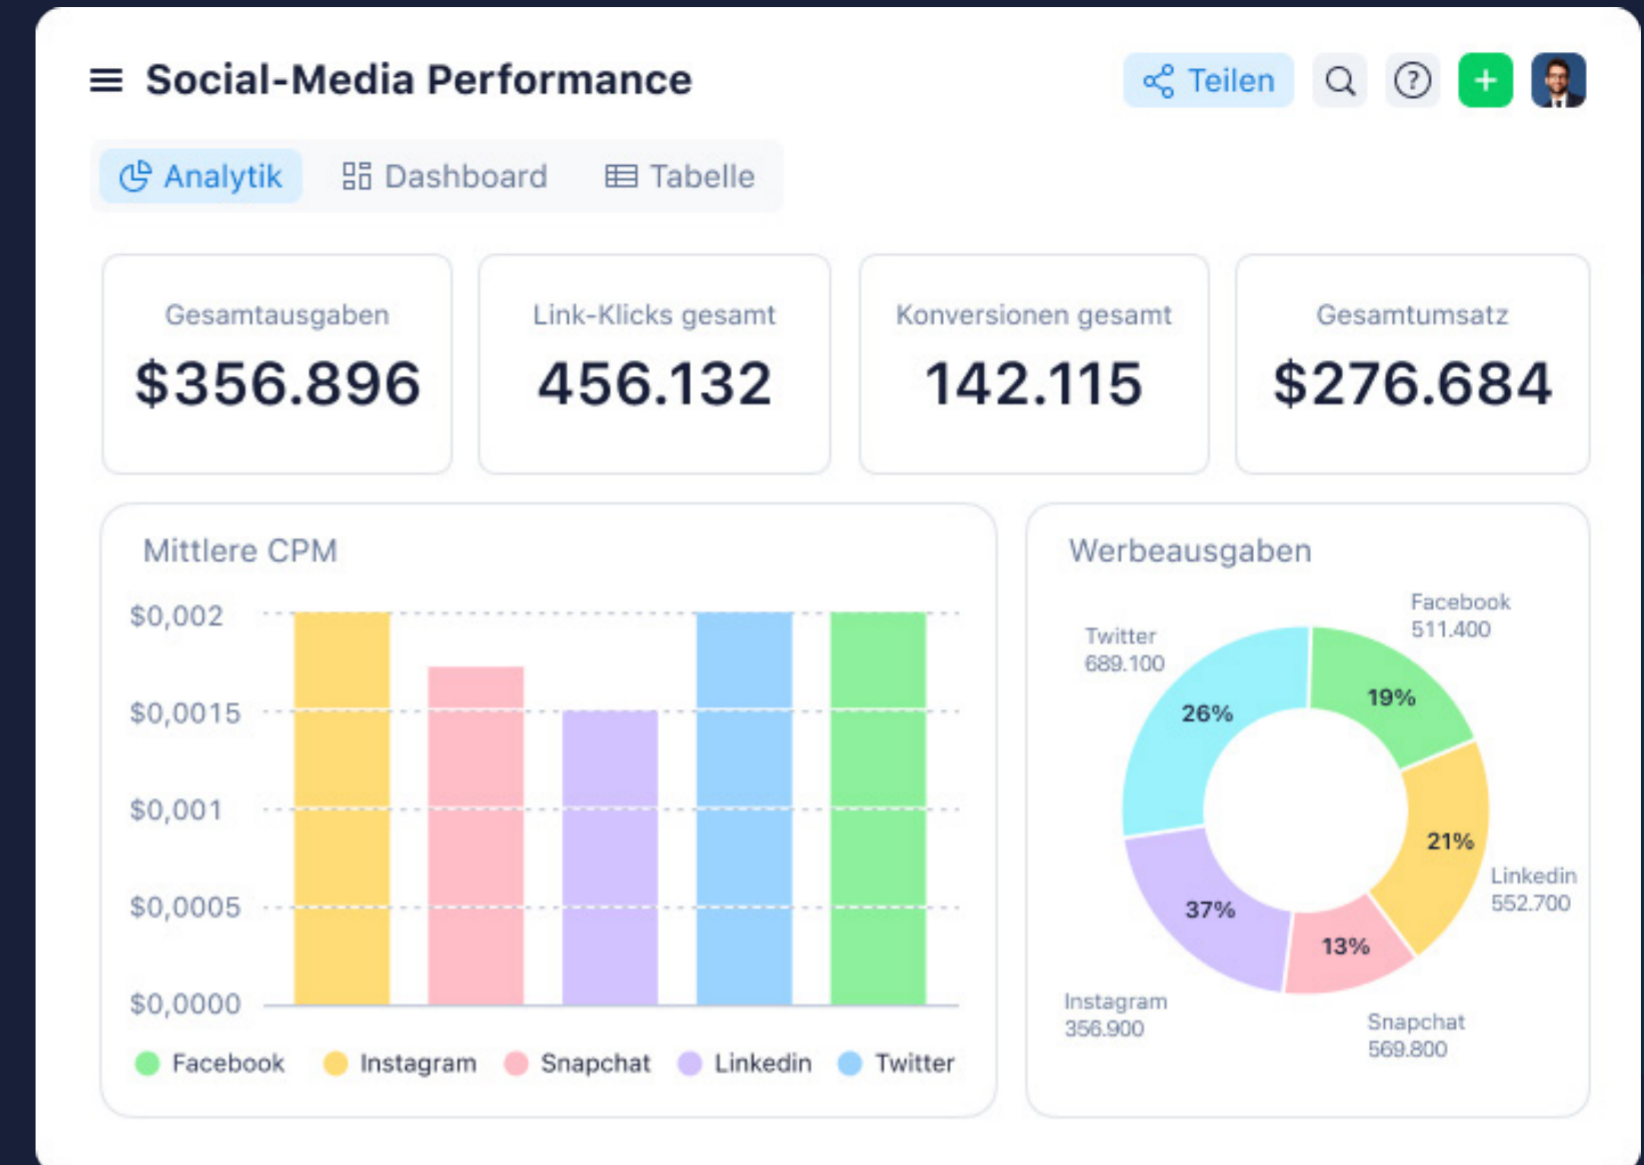 Social-Media Performance
Teilen
?
+
Analytik
Dashboard
Tabelle
Gesamtausgaben
$356.896
Link-Klicks gesamt
456.132
Konversionen gesamt
142.115
Gesamtumsatz
$276.684
Mittlere CPM
$0,002
$0,0015
$0,001
$0,0005
$0,0000
Facebook
Instagram
Snapchat
Linkedin
Twitter
Werbeausgaben
Facebook
511.400
Twitter
689.100
19%
26%
21%
Linkedin
552.700
37%
13%
Instagram
356.900
Snapchat
569.800